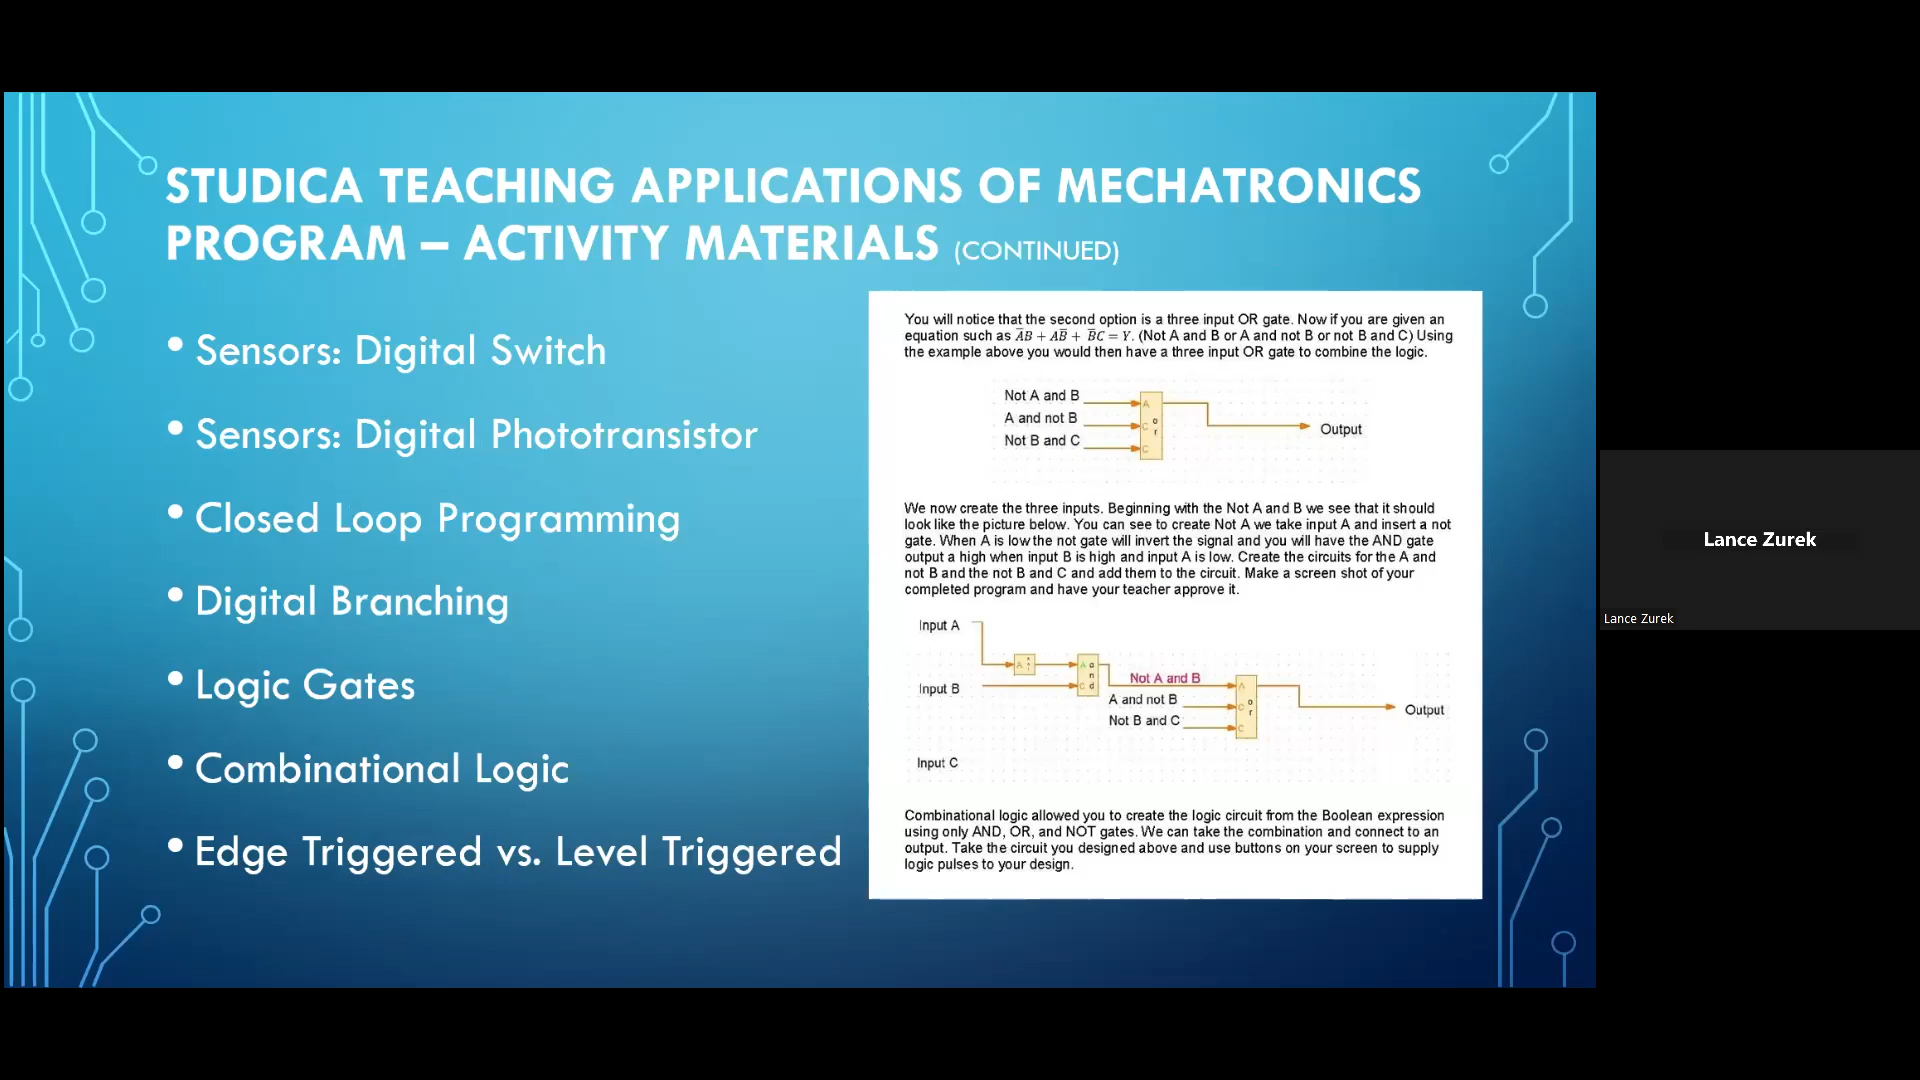 STUDICA TEACHING APPLICATIONS OF MECHATRONICS
PROGRAM – ACTIVITY MATERIALS (CONTINUED)
• Sensors: Digital Switch
• Sensors: Digital Phototransistor
• Closed Loop Programming
• Digital Branching
• Logic Gates
• Combinational Logic
• Edge Triggered vs. Level Triggered
You will notice that the second option is a three input OR gate. Now if you are given an
equation such as A̅B + AB̅ + B̅C = Y. (Not A and B or A and not B or not B and C) Using
the example above you would then have a three input OR gate to combine the logic.
Not A and B
A and not B
Not B and C
A
C
C
or
Output
We now create the three inputs. Beginning with the Not A and B we see that it should
look like the picture below. You can see to create Not A we take input A and insert a not
gate. When A is low the not gate will invert the signal and you will have the AND gate
output a high when input B is high and input A is low. Create the circuits for the A and
not B and the not B and C and add them to the circuit. Make a screen shot of your
completed program and have your teacher approve it.
Input A
Input B
Input C
A
A
C
and
Not A and B
A and not B
Not B and C
A
C
C
or
Output
Combinational logic allowed you to create the logic circuit from the Boolean expression
using only AND, OR, and NOT gates. We can take the combination and connect to an
output. Take the circuit you designed above and use buttons on your screen to supply
logic pulses to your design.
Lance Zurek
Lance Zurek